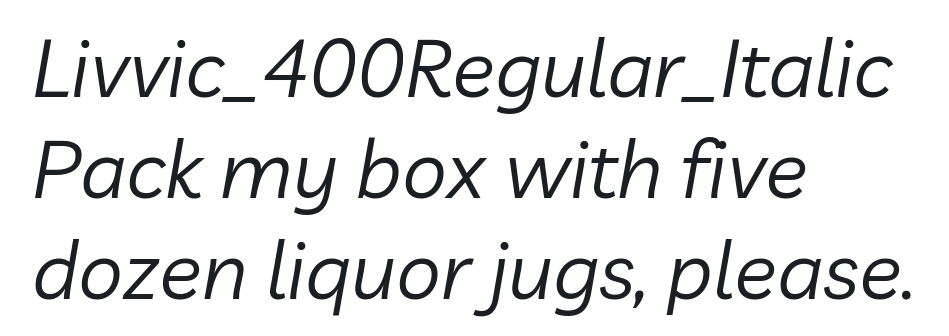 Livvic_400Regular_Italic
Pack my box with five
dozen liquor jugs, please.